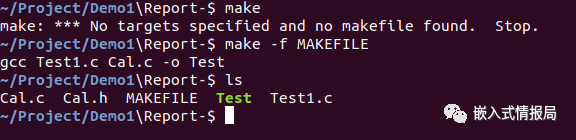 ~/Project/Demo1\Report-$ make
make: *** No targets specified and no makefile found.  Stop.
~/Project/Demo1\Report-$ make -f MAKEFILE
gcc Test1.c Cal.c -o Test
~/Project/Demo1\Report-$ ls
Cal.c  Cal.h  MAKEFILE  Test  Test1.c
~/Project/Demo1\Report-$
嵌入式情报局